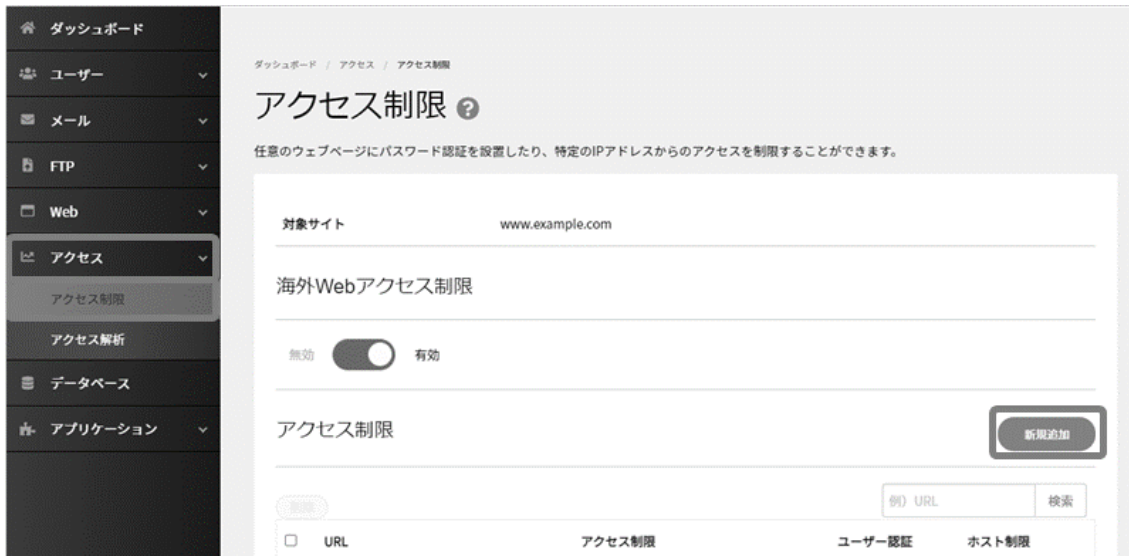 ダッシュボード
ユーザー
メール
FTP
Web
アクセス
アクセス制限
アクセス解析
データベース
アプリケーション
ダッシュボード / アクセス / アクセス制限
アクセス制限 ?
任意のウェブページにパスワード認証を設置したり、特定のIPアドレスからのアクセスを制限することができます。
対象サイト www.example.com
海外Webアクセス制限
無効 有効
アクセス制限 新規追加
削除 例）URL 検索
URL アクセス制限 ユーザー認証 ホスト制限